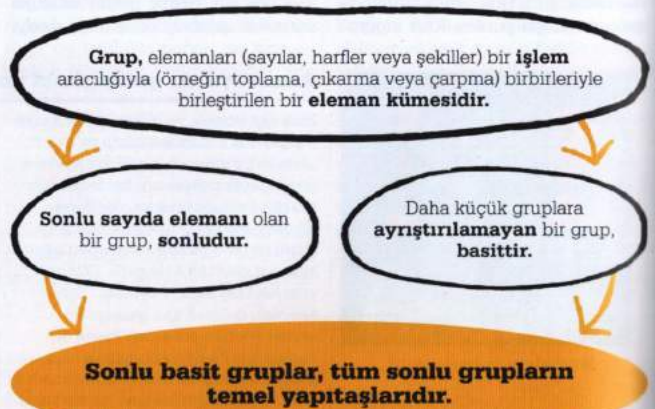 Grup, elemanları (sayılar, harfler veya şekiller) bir işlem
aracılığıyla (örneğin toplama, çıkarma veya çarpma) birbirleriyle
birleştirilen bir eleman kümesidir.
Sonlu sayıda elemanı olan
bir grup, sonludur.
Daha küçük gruplara
ayrıştırılamayan bir grup,
basittir.
Sonlu basit gruplar, tüm sonlu grupların
temel yapıtaşlarıdır.